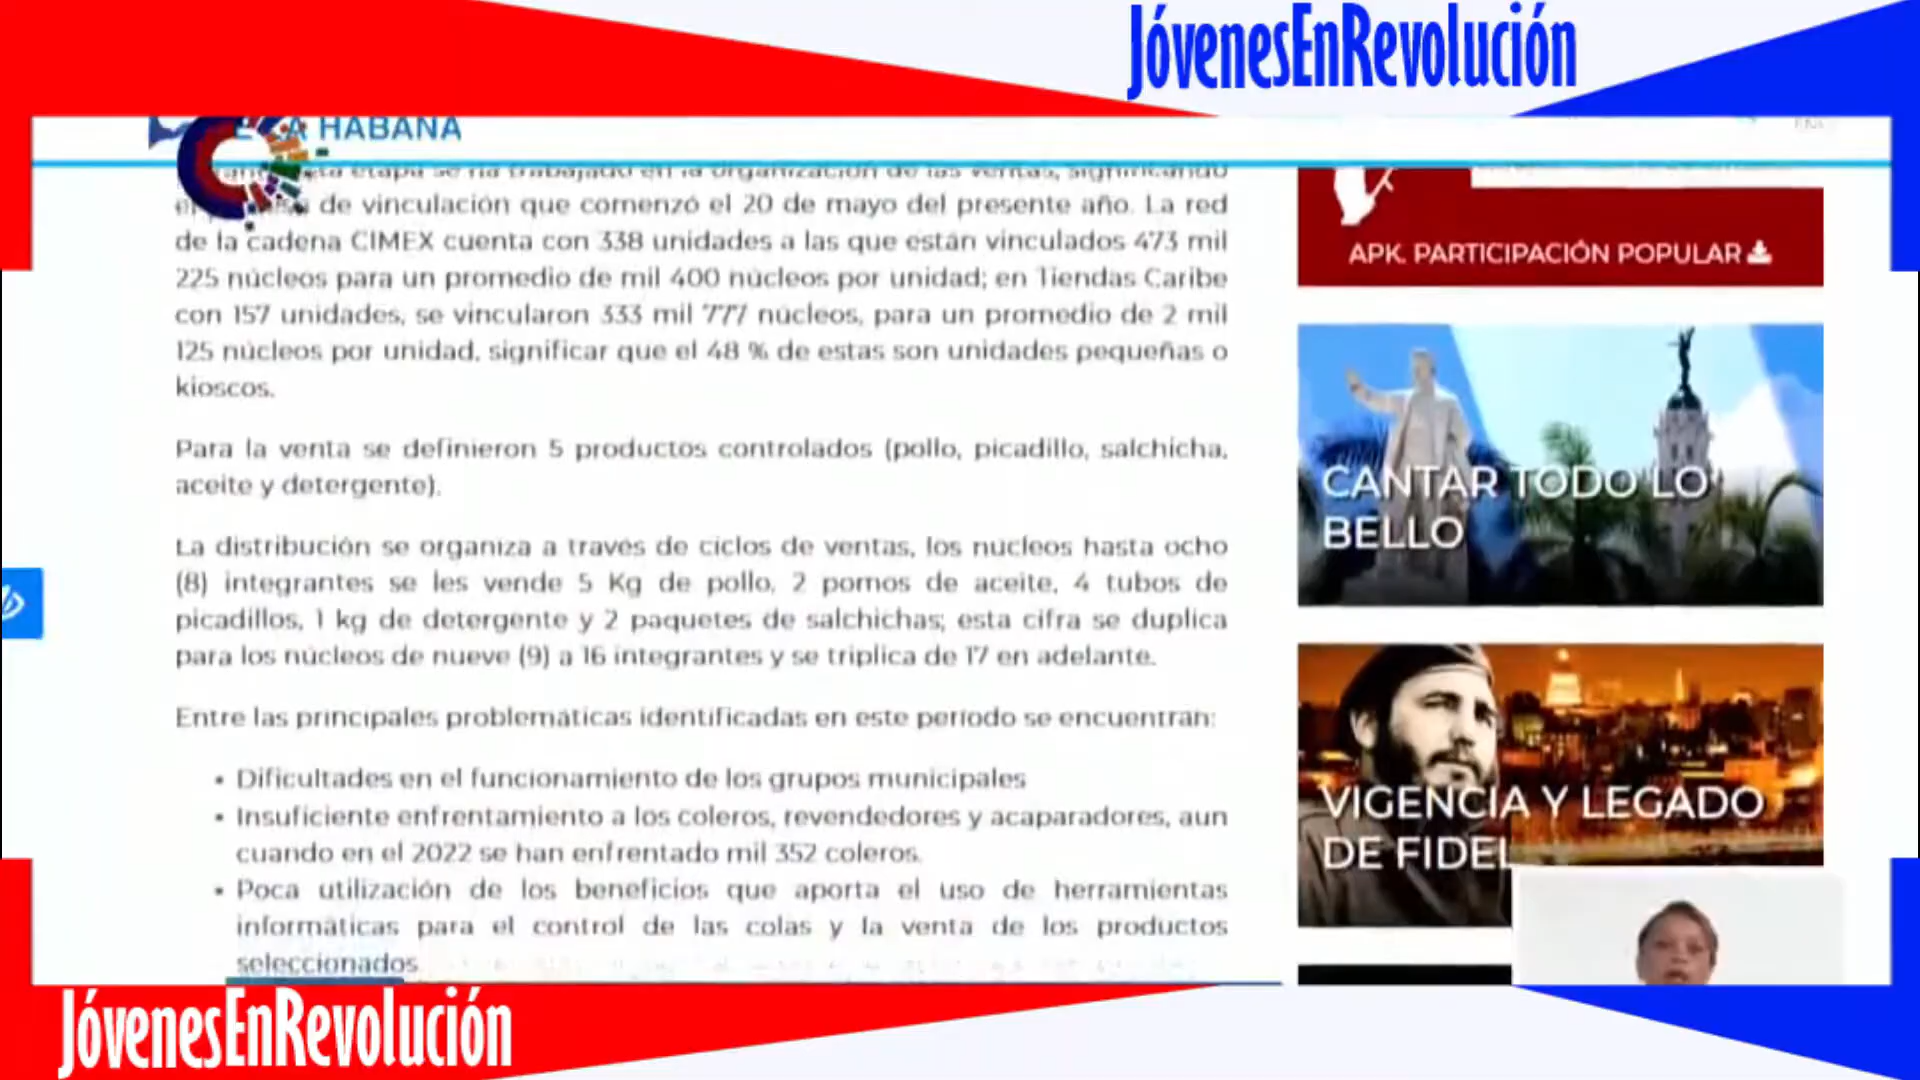 JóvenesEnRevolución
HABANA
etapa se ha trabajado en la organización de las ventas, significando
de vinculación que comenzó el 20 de mayo del presente año. La red
de la cadena CIMEX cuenta con 338 unidades a las que están vinculados 473 mil
225 núcleos para un promedio de mil 400 núcleos por unidad; en Tiendas Caribe
con 157 unidades, se vincularon 333 mil 777 núcleos, para un promedio de 2 mil
125 núcleos por unidad, significar que el 48 % de estas son unidades pequeñas o
kioscos.
Para la venta se definieron 5 productos controlados (pollo, picadillo, salchicha,
aceite y detergente).
La distribución se organiza a través de ciclos de ventas, los núcleos hasta ocho
(8) integrantes se les vende 5 Kg de pollo, 2 pomos de aceite, 4 tubos de
picadillos, 1 kg de detergente y 2 paquetes de salchichas; esta cifra se duplica
para los núcleos de nueve (9) a 16 integrantes y se triplica de 17 en adelante.
Entre las principales problemáticas identificadas en este período se encuentran:
• Dificultades en el funcionamiento de los grupos municipales
• Insuficiente enfrentamiento a los coleros, revendedores y acaparadores, aun
cuando en el 2022 se han enfrentado mil 352 coleros.
• Poca utilización de los beneficios que aporta el uso de herramientas
informáticas para el control de las colas y la venta de los productos
seleccionados.
APK. PARTICIPACIÓN POPULAR
CANTAR TODO LO
BELLO
VIGENCIA Y LEGADO
DE FIDEL
JóvenesEnRevolución